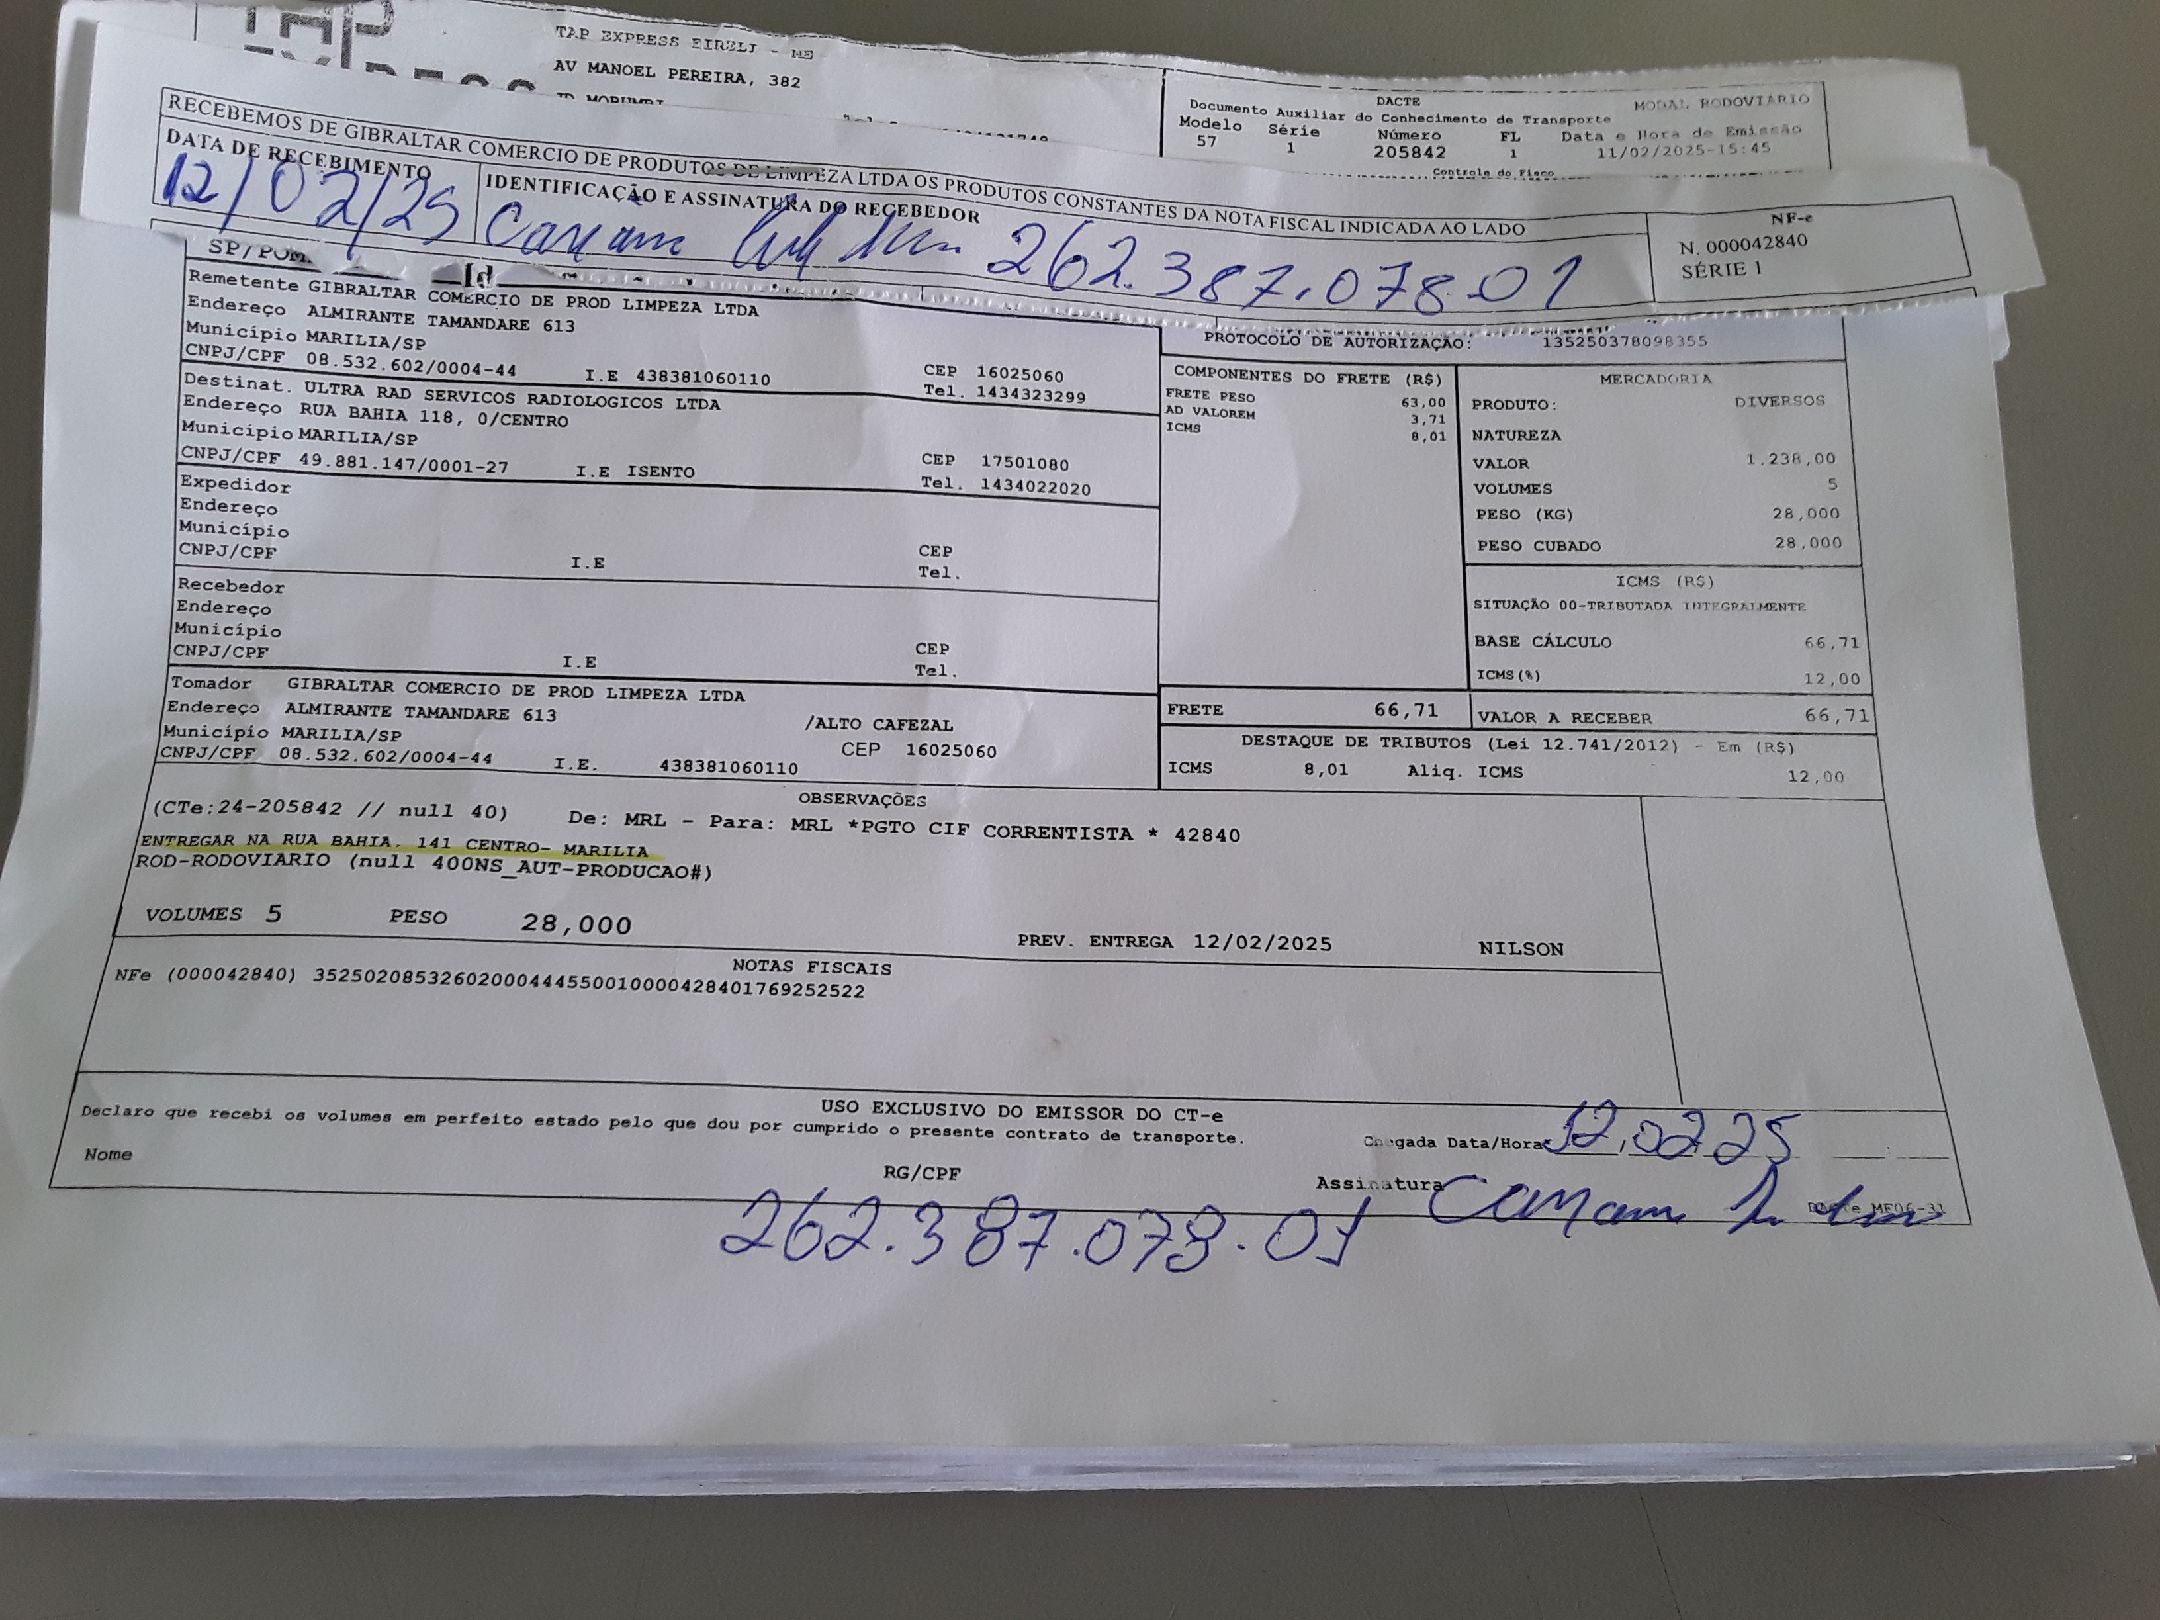 TAP EXPRESS EIRELI - ME
AV MANOEL PEREIRA, 382
JD MORUMBI
DACTE
MODAL RODOVIARIO
Documento Auxiliar do Conhecimento de Transporte
Modelo Série Número FL Data e Hora de Emissão
57 1 205842 1 11/02/2025-15:45
Controle do Fisco
RECEBEMOS DE GIBRALTAR COMERCIO DE PRODUTOS DE LIMPEZA LTDA OS PRODUTOS CONSTANTES DA NOTA FISCAL INDICADA AO LADO
DATA DE RECEBIMENTO
12/02/25
IDENTIFICAÇÃO E ASSINATURA DO RECEBEDOR
262.387.078-01
NF-e
N. 000042840
SÉRIE 1
Remetente GIBRALTAR COMERCIO DE PROD LIMPEZA LTDA
Endereço ALMIRANTE TAMANDARE 613
Município MARILIA/SP CEP 16025060
CNPJ/CPF 08.532.602/0004-44 I.E 438381060110 Tel. 1434323299
Destinat. ULTRA RAD SERVICOS RADIOLOGICOS LTDA
Endereço RUA BAHIA 118, 0/CENTRO
Município MARILIA/SP CEP 17501080
CNPJ/CPF 49.881.147/0001-27 I.E ISENTO Tel. 1434022020
Expedidor
Endereço
Município CEP
CNPJ/CPF I.E Tel.
Recebedor
Endereço
Município CEP
CNPJ/CPF I.E Tel.
Tomador GIBRALTAR COMERCIO DE PROD LIMPEZA LTDA
Endereço ALMIRANTE TAMANDARE 613 /ALTO CAFEZAL
Município MARILIA/SP CEP 16025060
CNPJ/CPF 08.532.602/0004-44 I.E. 438381060110
PROTOCOLO DE AUTORIZAÇÃO: 135250378098355
COMPONENTES DO FRETE (R$)
FRETE PESO 63,00
AD VALOREM 3,71
ICMS 8,01
MERCADORIA
PRODUTO: DIVERSOS
NATUREZA
VALOR 1.238,00
VOLUMES 5
PESO (KG) 28,000
PESO CUBADO 28,000
ICMS (R$)
SITUAÇÃO 00-TRIBUTADA INTEGRALMENTE
BASE CÁLCULO 66,71
ICMS(%) 12,00
FRETE 66,71 VALOR A RECEBER 66,71
DESTAQUE DE TRIBUTOS (Lei 12.741/2012) - Em (R$)
ICMS 8,01 Aliq. ICMS 12,00
OBSERVAÇÕES
(CTe:24-205842 // null 40) De: MRL - Para: MRL *PGTO CIF CORRENTISTA * 42840
ENTREGAR NA RUA BAHIA. 141 CENTRO- MARILIA
ROD-RODOVIARIO (null 400NS_AUT-PRODUCAO#)
VOLUMES 5 PESO 28,000
PREV. ENTREGA 12/02/2025 NILSON
NOTAS FISCAIS
NFe (000042840) 35250208532602000444550010000428401769252522
USO EXCLUSIVO DO EMISSOR DO CT-e
Declaro que recebi os volumes em perfeito estado pelo que dou por cumprido o presente contrato de transporte.
Chegada Data/Hora 12,02,25
Nome RG/CPF Assinatura
262.387.078-01